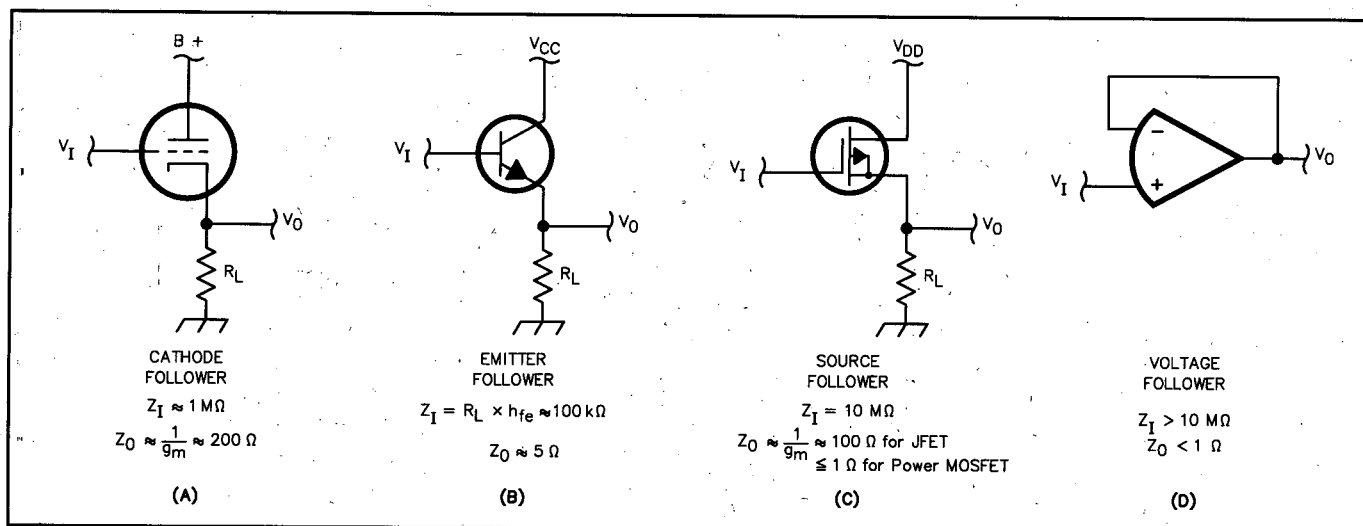 B +
V_I
V_O
R_L
CATHODE
FOLLOWER
Z_I ≈ 1 MΩ
Z_O ≈ 1/g_m ≈ 200 Ω
(A)
V_CC
V_I
V_O
R_L
EMITTER
FOLLOWER
Z_I = R_L × h_fe ≈ 100 kΩ
Z_O ≈ 5 Ω
(B)
V_DD
V_I
V_O
R_L
SOURCE
FOLLOWER
Z_I = 10 MΩ
Z_O ≈ 1/g_m ≈ 100 Ω for JFET
≦ 1 Ω for Power MOSFET
(C)
−
+
V_I
V_O
VOLTAGE
FOLLOWER
Z_I > 10 MΩ
Z_O < 1 Ω
(D)